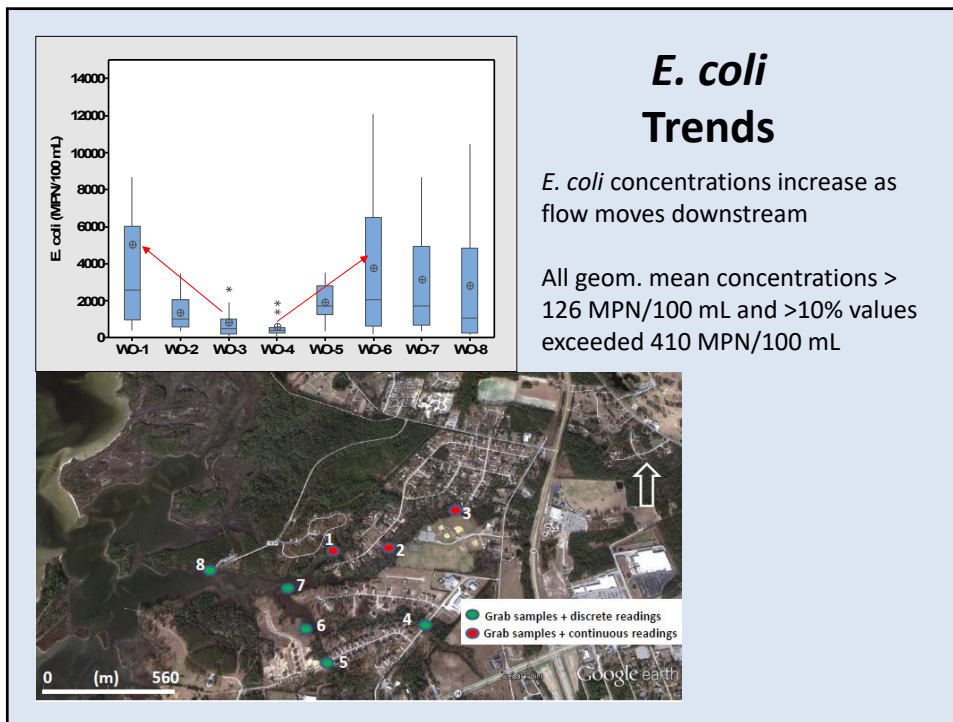 E. coli
Trends
E. coli (MPN/100 mL)
14000
12000
10000
8000
6000
4000
2000
0
WO-1 WO-2 WO-3 WO-4 WO-5 WO-6 WO-7 WO-8
E. coli concentrations increase as
flow moves downstream
All geom. mean concentrations >
126 MPN/100 mL and >10% values
exceeded 410 MPN/100 mL
3
1
2
8
7
4
6
5
Grab samples + discrete readings
Grab samples + continuous readings
0 (m) 560
Google earth